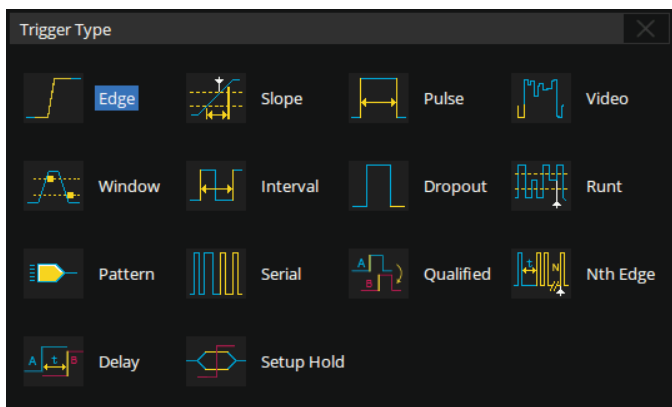 Trigger Type
Edge
Slope
Pulse
Video
Window
Interval
Dropout
Runt
Pattern
Serial
A
B
Qualified
t
N
Nth Edge
A
t
B
Delay
Setup Hold